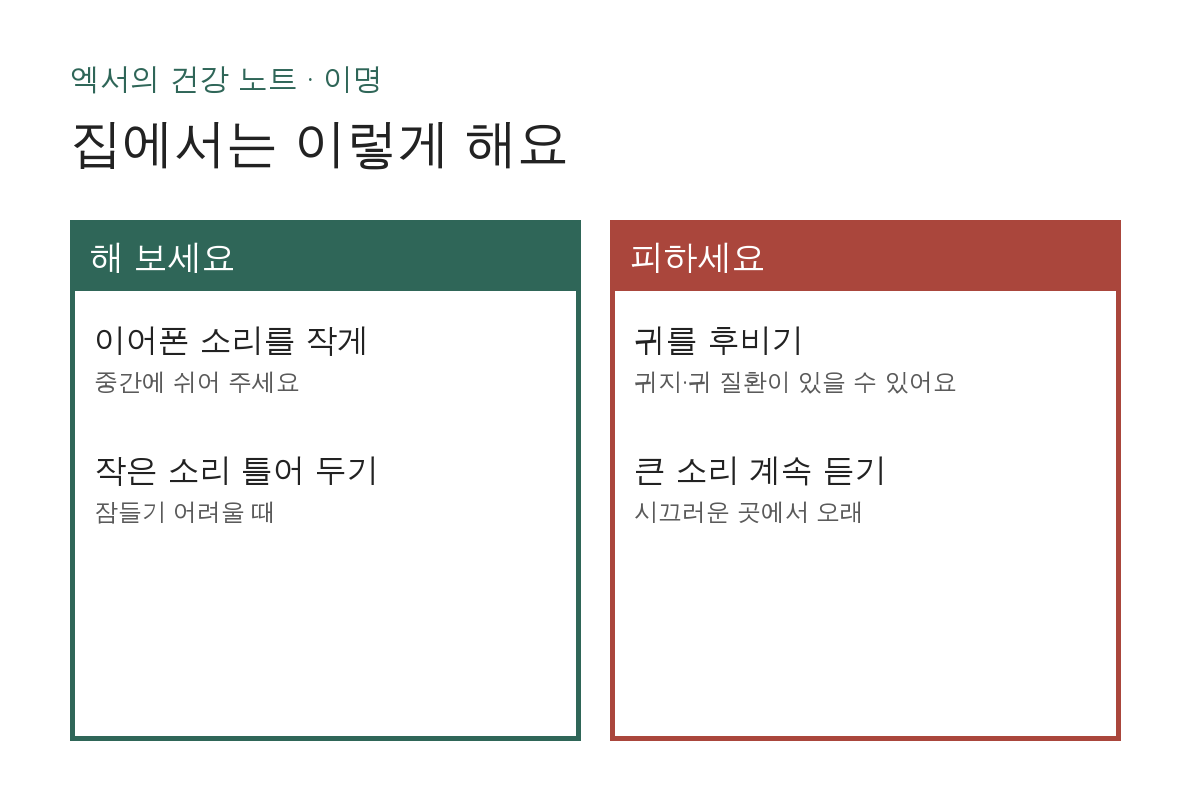 엑서의 건강 노트 · 이명
집에서는 이렇게 해요
해 보세요
이어폰 소리를 작게
중간에 쉬어 주세요
작은 소리 틀어 두기
잠들기 어려울 때
피하세요
귀를 후비기
귀지·귀 질환이 있을 수 있어요
큰 소리 계속 듣기
시끄러운 곳에서 오래